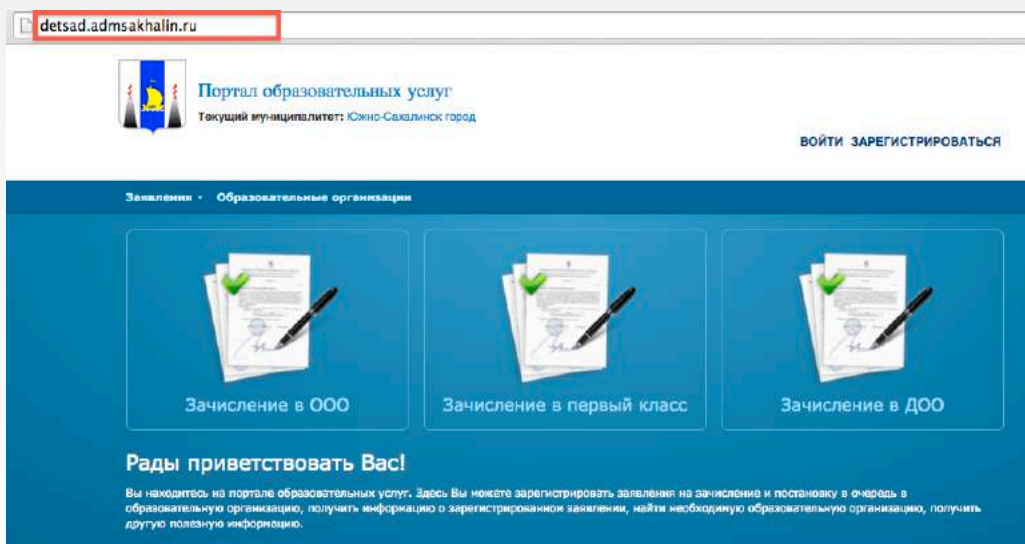 detsad.admsakhalin.ru
Портал образовательных услуг
Текущий муниципалитет: Южно-Сахалинск город
ВОЙТИ ЗАРЕГИСТРИРОВАТЬСЯ
Заявления Образовательные организации
Зачисление в ООО Зачисление в первый класс Зачисление в ДОО
Рады приветствовать Вас!
Вы находитесь на портале образовательных услуг. Здесь Вы можете зарегистрировать заявления на зачисление и постановку в очередь в
образовательную организацию, получить информацию о зарегистрированном заявлении, найти необходимую образовательную организацию, получить
другую полезную информацию.